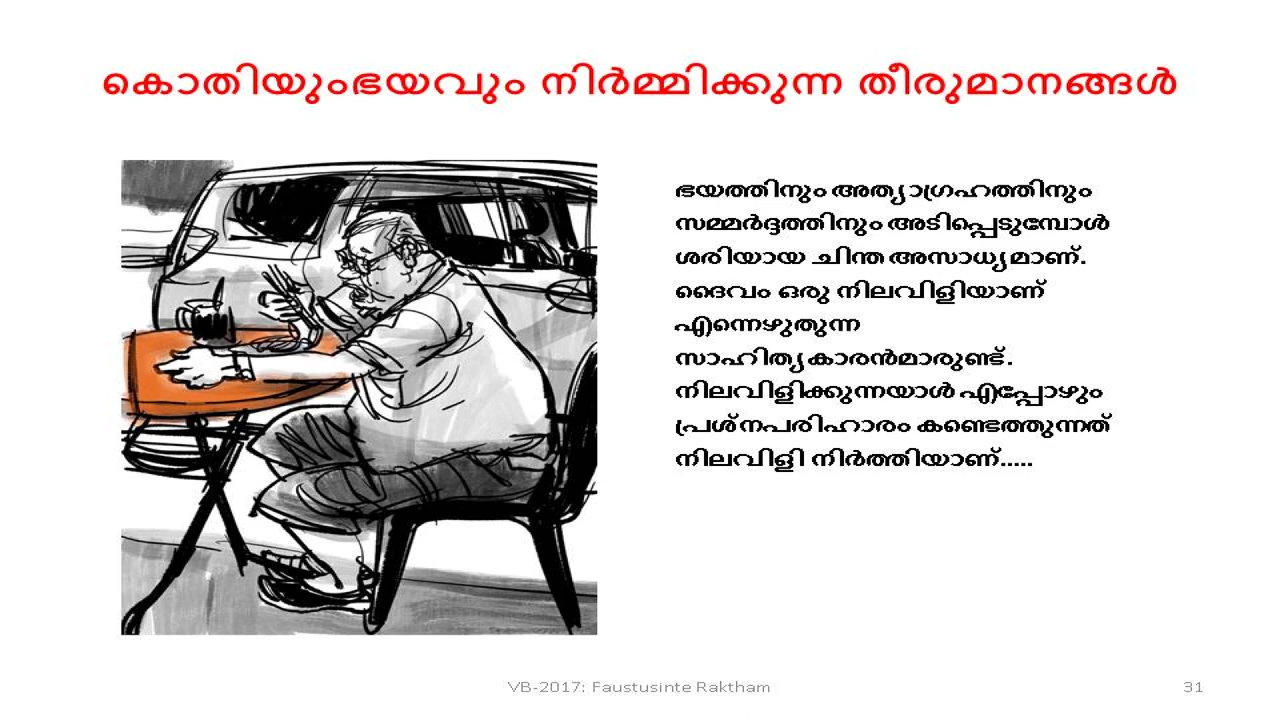 കൊതിയുംഭയവും നിർമ്മിക്കുന്ന തീരുമാനങ്ങൾ
ഭയത്തിനും അത്യാഗ്രഹത്തിനും
സമ്മർദ്ദത്തിനും അടിപ്പെടുമ്പോൾ
ശരിയായ ചിന്ത അസാധ്യമാണ്.
ദൈവം ഒരു നിലവിളിയാണ്
എന്നെഴുതുന്ന
സാഹിത്യകാരൻമാരുണ്ട്.
നിലവിളിക്കുന്നയാൾ എപ്പോഴും
പ്രശ്നപരിഹാരം കണ്ടെത്തുന്നത്
നിലവിളി നിർത്തിയാണ്.....
VB-2017: Faustusinte Raktham
31